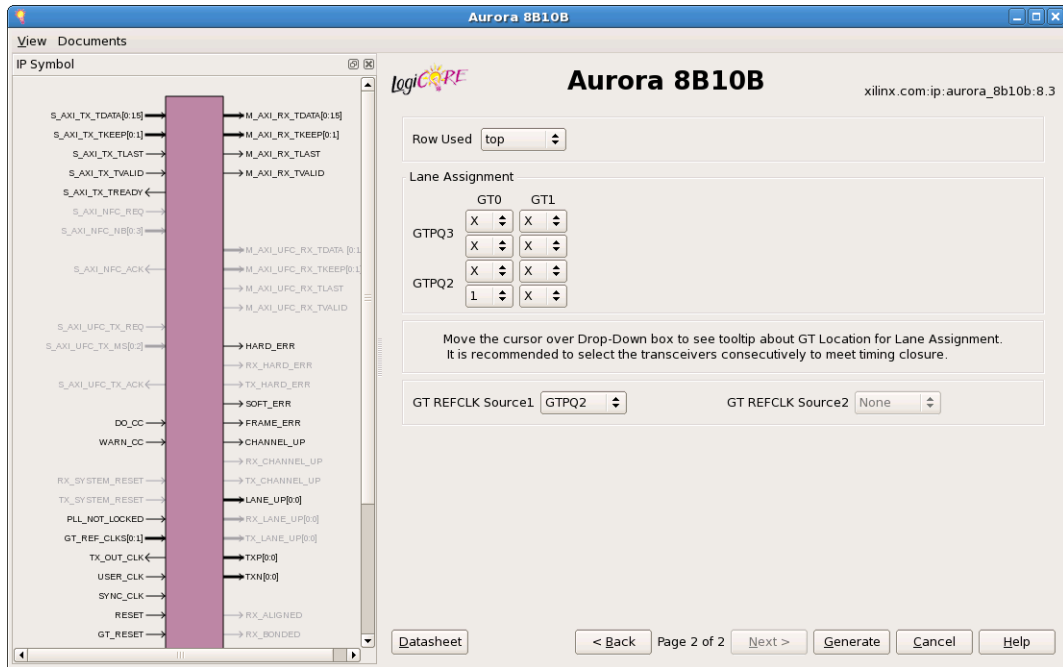 Aurora 8B10B
View Documents
IP Symbol
S_AXI_TX_TDATA[0:15]
S_AXI_TX_TKEEP[0:1]
S_AXI_TX_TLAST
S_AXI_TX_TVALID
S_AXI_TX_TREADY
S_AXI_NFC_REQ
S_AXI_NFC_NB[0:3]
S_AXI_NFC_ACK
S_AXI_UFC_TX_REQ
S_AXI_UFC_TX_MS[0:2]
S_AXI_UFC_TX_ACK
DO_CC
WARN_CC
RX_SYSTEM_RESET
TX_SYSTEM_RESET
PLL_NOT_LOCKED
GT_REF_CLKS[0:1]
TX_OUT_CLK
USER_CLK
SYNC_CLK
RESET
GT_RESET
M_AXI_RX_TDATA[0:15]
M_AXI_RX_TKEEP[0:1]
M_AXI_RX_TLAST
M_AXI_RX_TVALID
M_AXI_UFC_RX_TDATA [0:1
M_AXI_UFC_RX_TKEEP[0:1
M_AXI_UFC_RX_TLAST
M_AXI_UFC_RX_TVALID
HARD_ERR
RX_HARD_ERR
TX_HARD_ERR
SOFT_ERR
FRAME_ERR
CHANNEL_UP
RX_CHANNEL_UP
TX_CHANNEL_UP
LANE_UP[0:0]
RX_LANE_UP[0:0]
TX_LANE_UP[0:0]
TXP[0:0]
TXN[0:0]
RX_ALIGNED
RX_BONDED
LogiCORE
Aurora 8B10B
xilinx.com:ip:aurora_8b10b:8.3
Row Used top
Lane Assignment
GT0 GT1
GTPQ3
X X
X X
GTPQ2
X X
1 X
Move the cursor over Drop-Down box to see tooltip about GT Location for Lane Assignment.
It is recommended to select the transceivers consecutively to meet timing closure.
GT REFCLK Source1 GTPQ2 GT REFCLK Source2 None
Datasheet < Back Page 2 of 2 Next > Generate Cancel Help